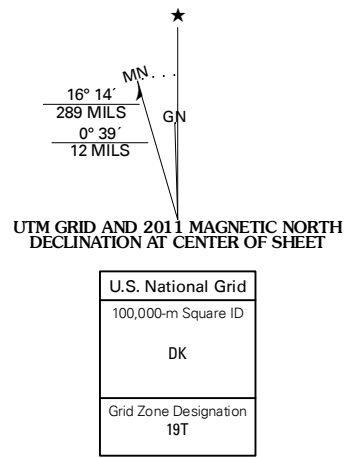 MN
16° 14´
289 MILS
GN
0° 39´
12 MILS
UTM GRID AND 2011 MAGNETIC NORTH
DECLINATION AT CENTER OF SHEET
U.S. National Grid
100,000-m Square ID
DK
Grid Zone Designation
19T